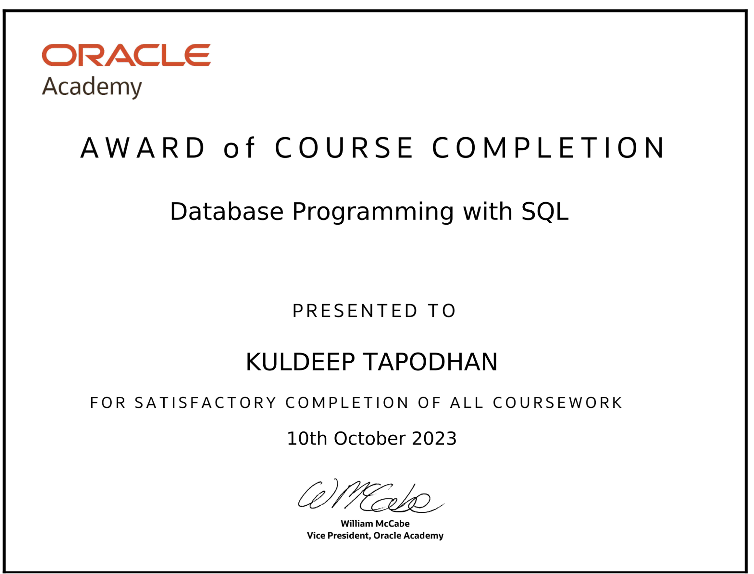 ORACLE
Academy
AWARD of COURSE COMPLETION
Database Programming with SQL
PRESENTED TO
KULDEEP TAPODHAN
FOR SATISFACTORY COMPLETION OF ALL COURSEWORK
10th October 2023
WMcCabe
William McCabe
Vice President, Oracle Academy